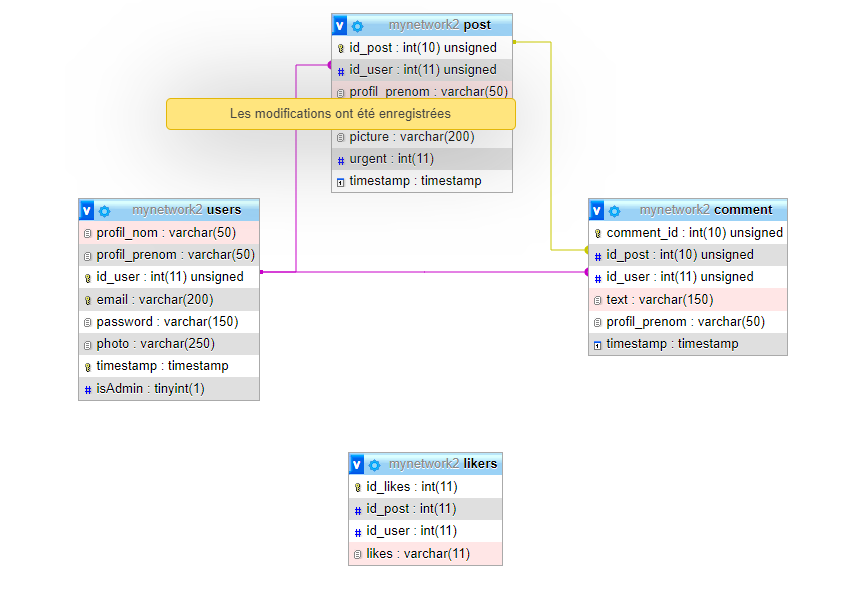 v mynetwork2 post
id_post : int(10) unsigned
# id_user : int(11) unsigned
profil_prenom : varchar(50)
Les modifications ont été enregistrées
picture : varchar(200)
# urgent : int(11)
timestamp : timestamp
v mynetwork2 users
profil_nom : varchar(50)
profil_prenom : varchar(50)
id_user : int(11) unsigned
email : varchar(200)
password : varchar(150)
photo : varchar(250)
timestamp : timestamp
# isAdmin : tinyint(1)
v mynetwork2 comment
comment_id : int(10) unsigned
# id_post : int(10) unsigned
# id_user : int(11) unsigned
text : varchar(150)
profil_prenom : varchar(50)
timestamp : timestamp
v mynetwork2 likers
id_likes : int(11)
# id_post : int(11)
# id_user : int(11)
likes : varchar(11)